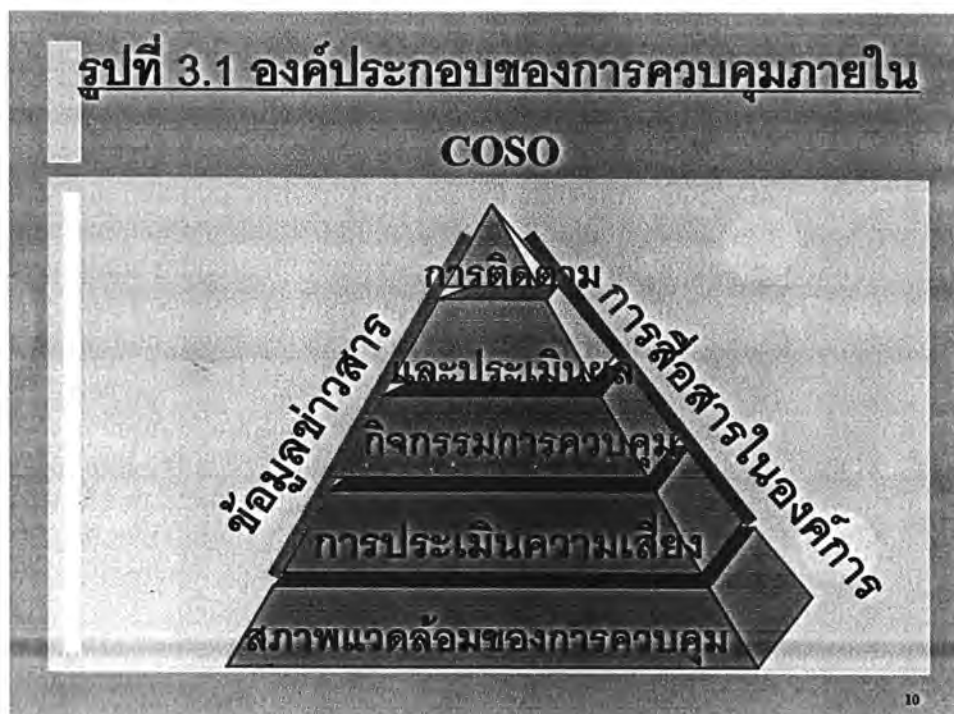 รูปที่ 3.1 องค์ประกอบของการควบคุมภายใน
COSO
การติดตาม
และประเมินผล
กิจกรรมการควบคุม
การประเมินความเสี่ยง
สภาพแวดล้อมของการควบคุม
ข้อมูลข่าวสาร
การสื่อสารในองค์การ
10